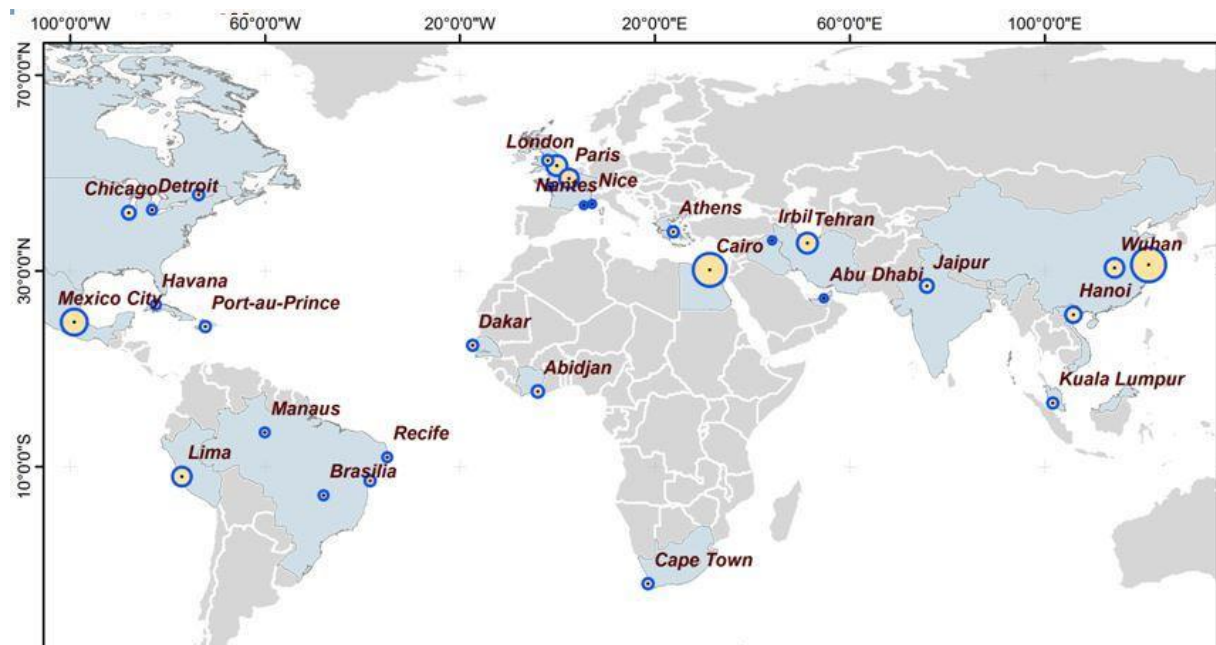 100°0'0"W 60°0'0"W 20°0'0"W 20°0'0"E 60°0'0"E 100°0'0"E
70°0'0"N
30°0'0"N
10°0'0"S
London
Paris
Nantes
Nice
Chicago
Detroit
Athens
Irbil
Tehran
Cairo
Wuhan
Havana
Abu Dhabi
Jaipur
Hanoi
Mexico City
Port-au-Prince
Dakar
Abidjan
Kuala Lumpur
Manaus
Recife
Lima
Brasilia
Cape Town